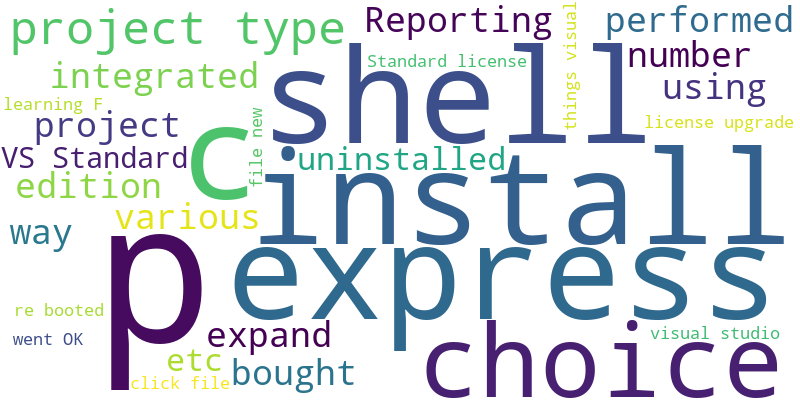 project type
Reporting
performed
shell
Standard license
things visual
number
integrated
using
learning F
c
file new
license upgrade
project
VS Standard
uninstalled
install
edition
various
way
p
express
re booted
went OK
expand
choice
visual studio
etc
bought
click file